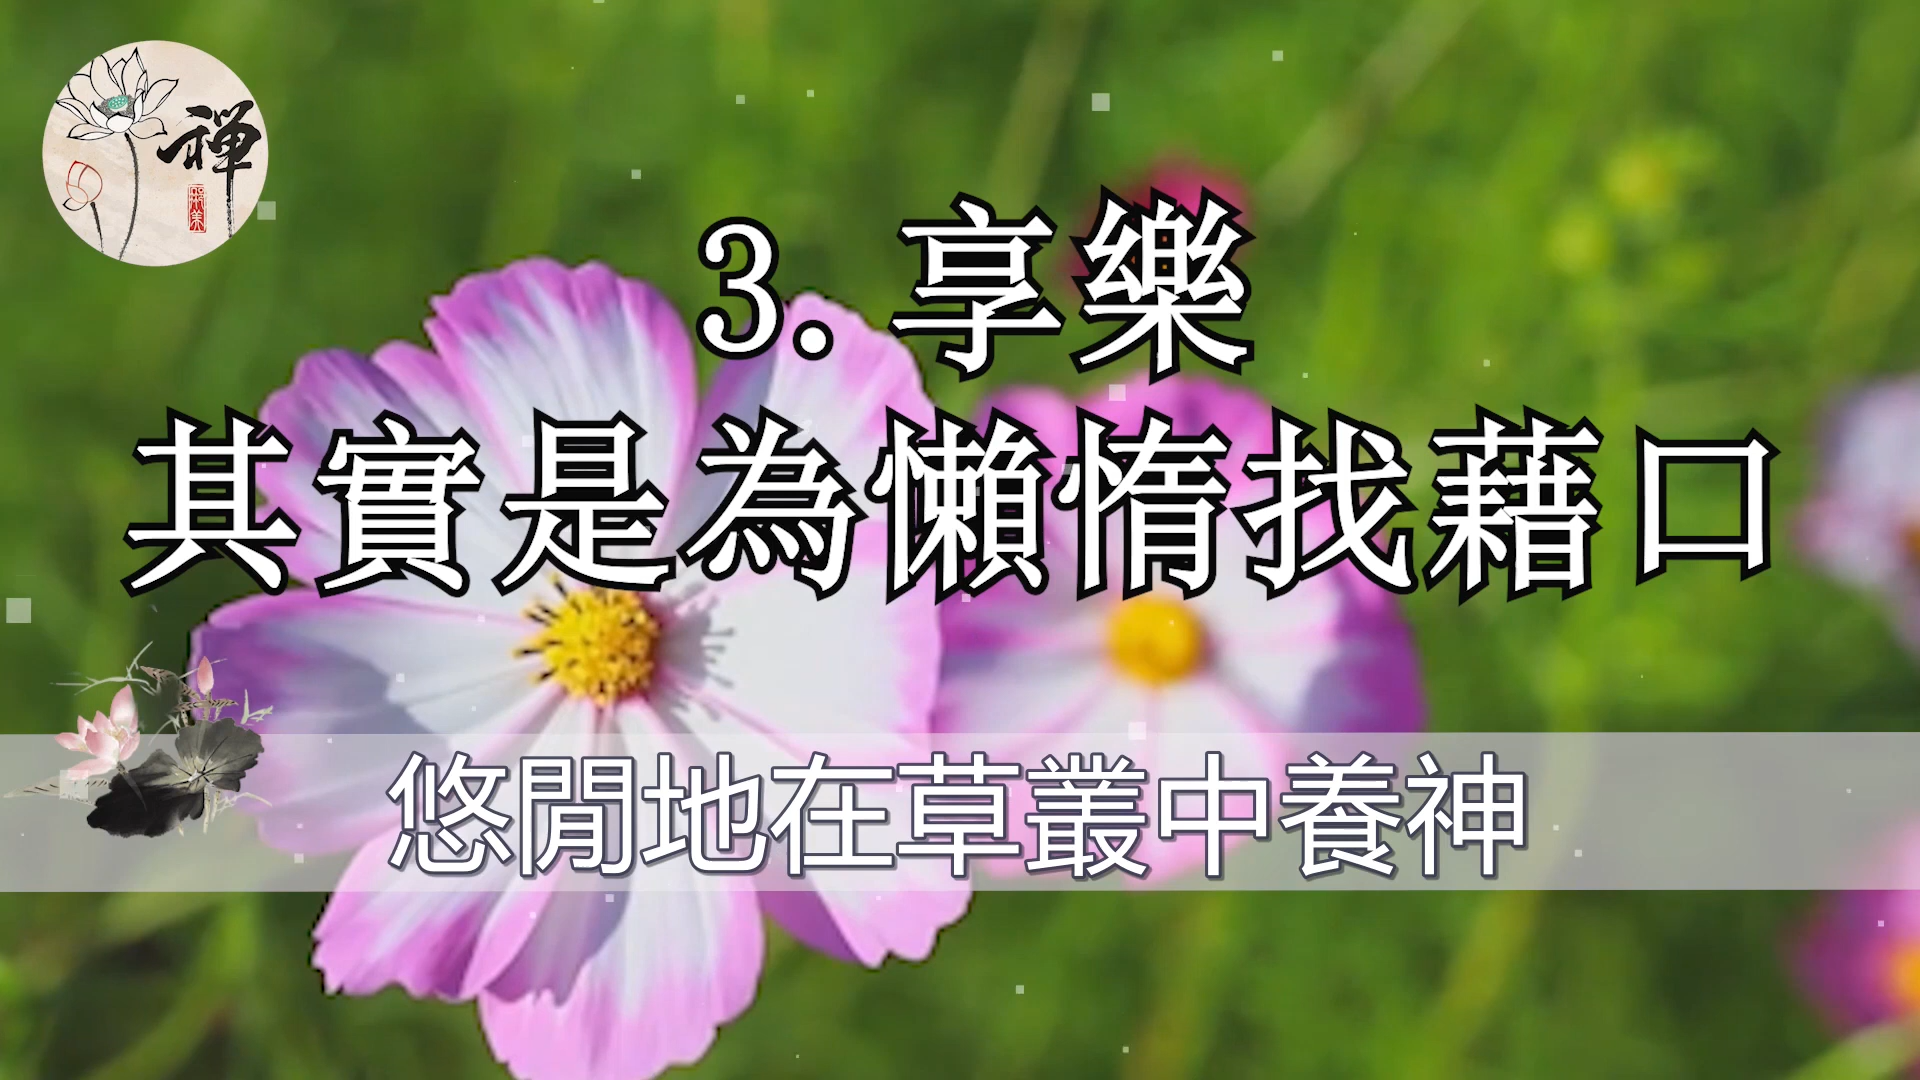 禅
3. 享樂
其實是為懶惰找藉口
悠閒地在草叢中養神